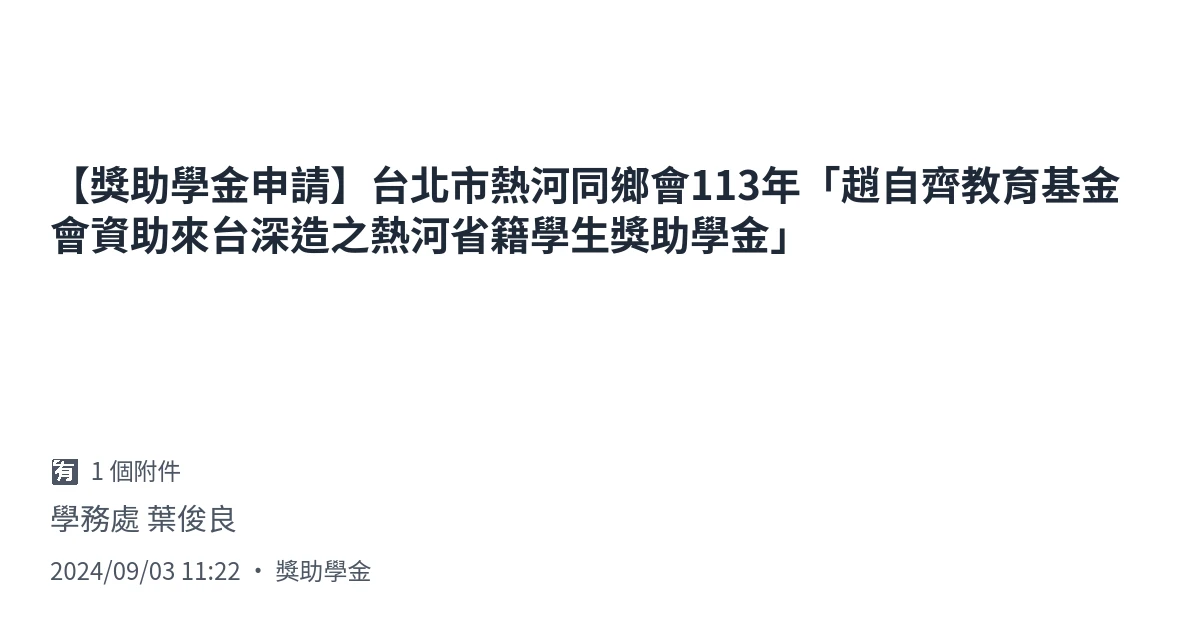 【獎助學金申請】台北市熱河同鄉會113年「趙自齊教育基金
會資助來台深造之熱河省籍學生獎助學金」
🈶 1 個附件
學務處 葉俊良
2024/09/03 11:22 • 獎助學金